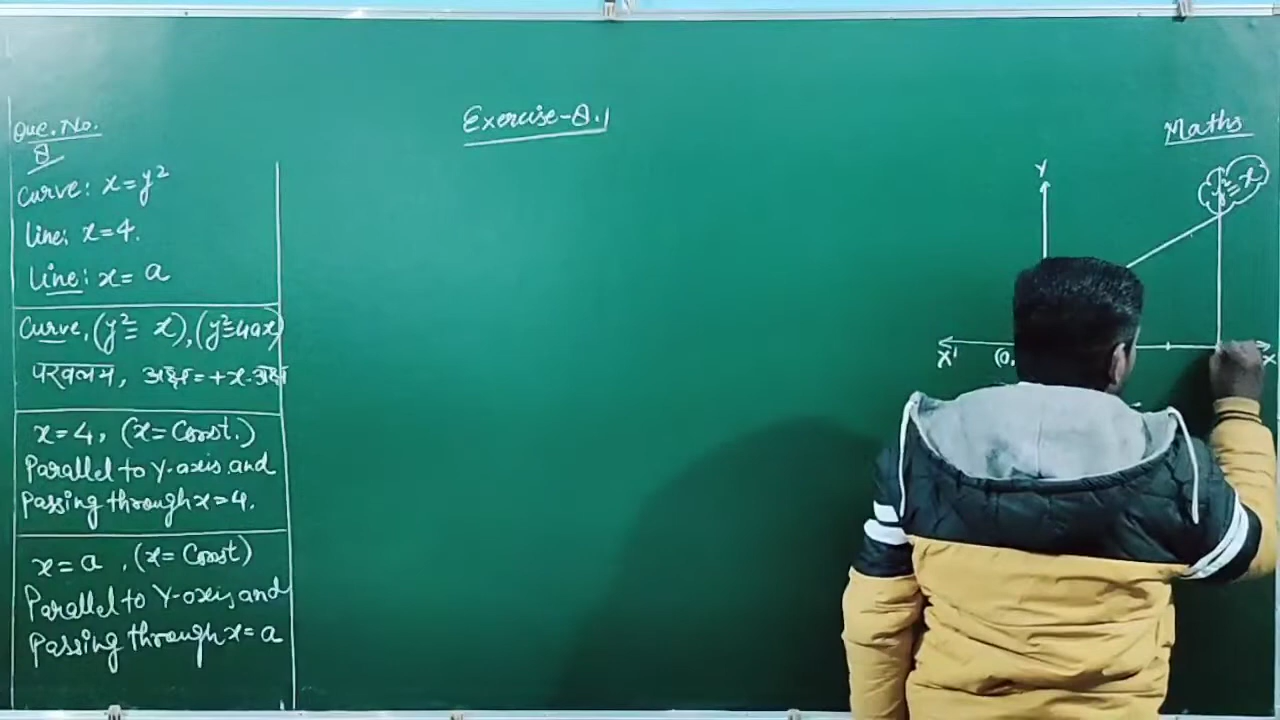 Que. No.
8
Curve: x = y²
Line: x = 4.
Line: x = a
Curve, (y² = x), (y² = 4ax)
परवलय, अक्ष = +x-अक्ष
x = 4, (x = Const.)
Parallel to Y-axis and
Passing through x = 4.
x = a, (x = Const)
Parallel to Y-axis, and
Passing through x = a
Exercise-8.1
Maths
Y
y² = x
X'
(0,
X